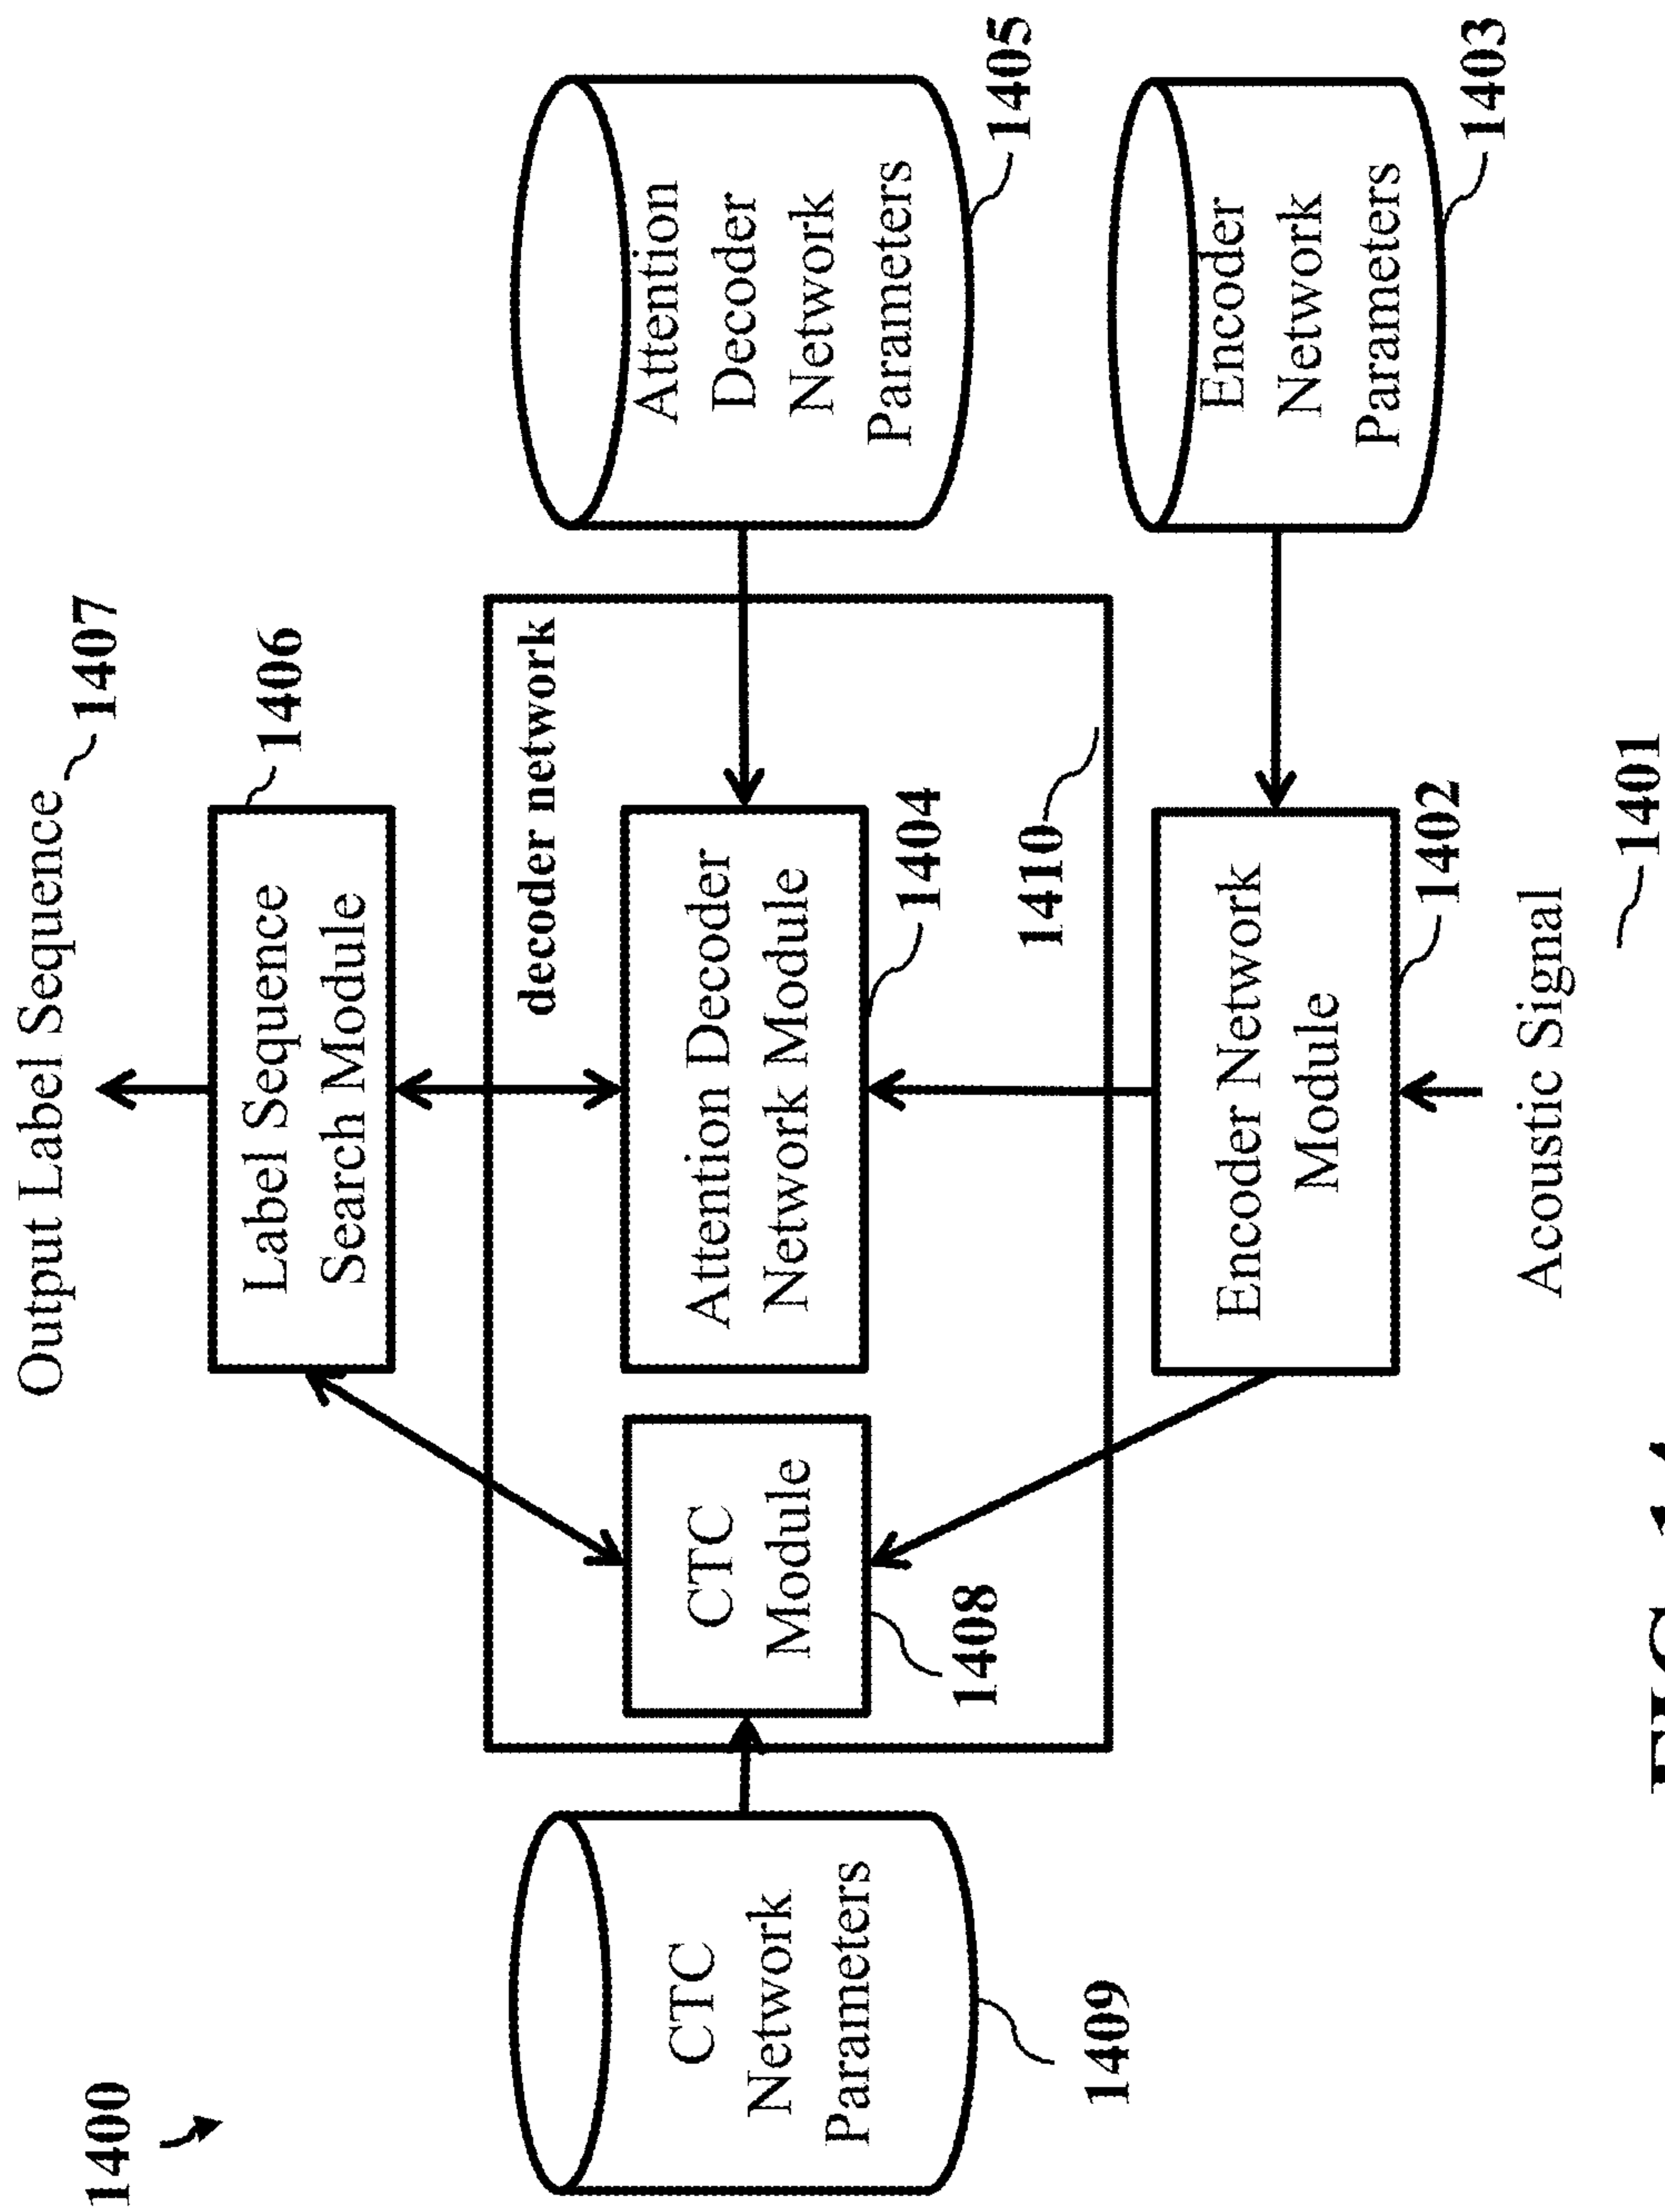 1400
Output Label Sequence
1407
Label Sequence
Search Module
1406
decoder network
CTC
Network
Parameters
1409
CTC
Module
1408
Attention Decoder
Network Module
1404
Attention
Decoder
Network
Parameters
1405
1410
Encoder Network
Module
1402
Encoder
Network
Parameters
1403
Acoustic Signal
1401